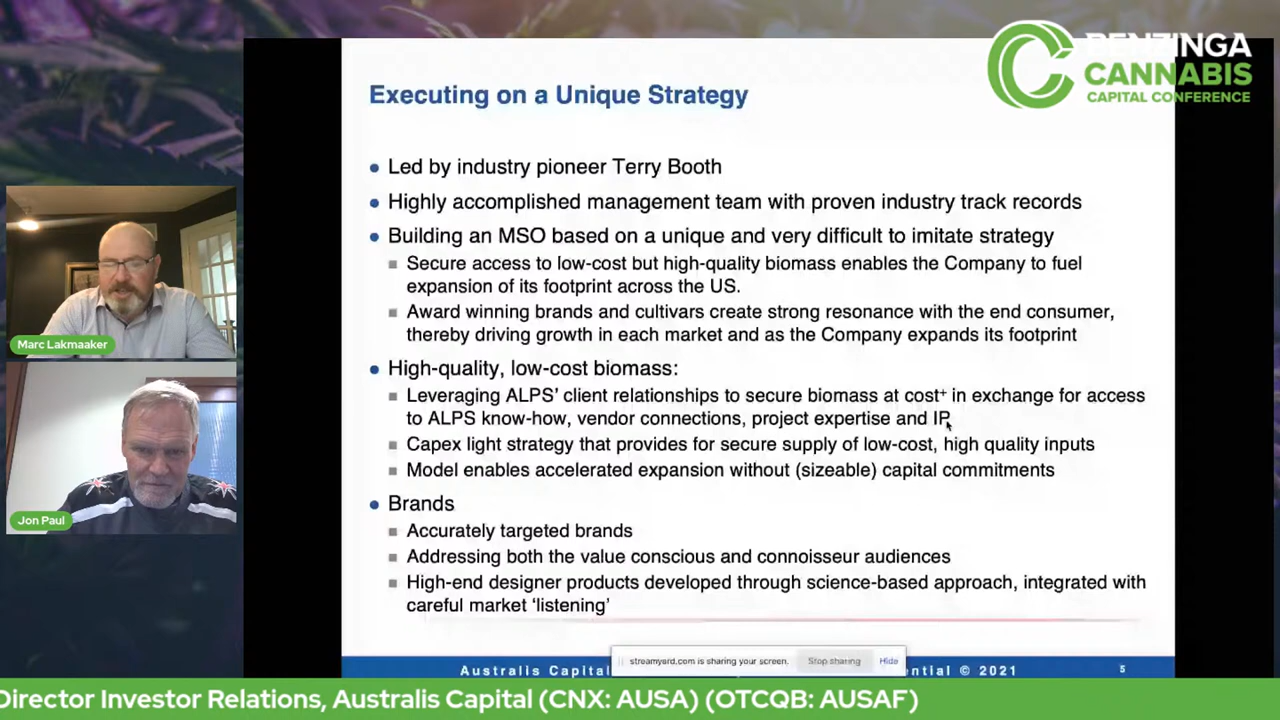 BENZINGA
CANNABIS
CAPITAL CONFERENCE
Executing on a Unique Strategy
Led by industry pioneer Terry Booth
Highly accomplished management team with proven industry track records
Building an MSO based on a unique and very difficult to imitate strategy
Secure access to low-cost but high-quality biomass enables the Company to fuel
expansion of its footprint across the US.
Award winning brands and cultivars create strong resonance with the end consumer,
thereby driving growth in each market and as the Company expands its footprint
High-quality, low-cost biomass:
Leveraging ALPS' client relationships to secure biomass at cost⁺ in exchange for access
to ALPS know-how, vendor connections, project expertise and IP
Capex light strategy that provides for secure supply of low-cost, high quality inputs
Model enables accelerated expansion without (sizeable) capital commitments
Brands
Accurately targeted brands
Addressing both the value conscious and connoisseur audiences
High-end designer products developed through science-based approach, integrated with
careful market 'listening'
Marc Lakmaaker
Jon Paul
streamyard.com is sharing your screen. Stop sharing Hide
Australis Capital ential © 2021 5
Director Investor Relations, Australis Capital (CNX: AUSA) (OTCQB: AUSAF)